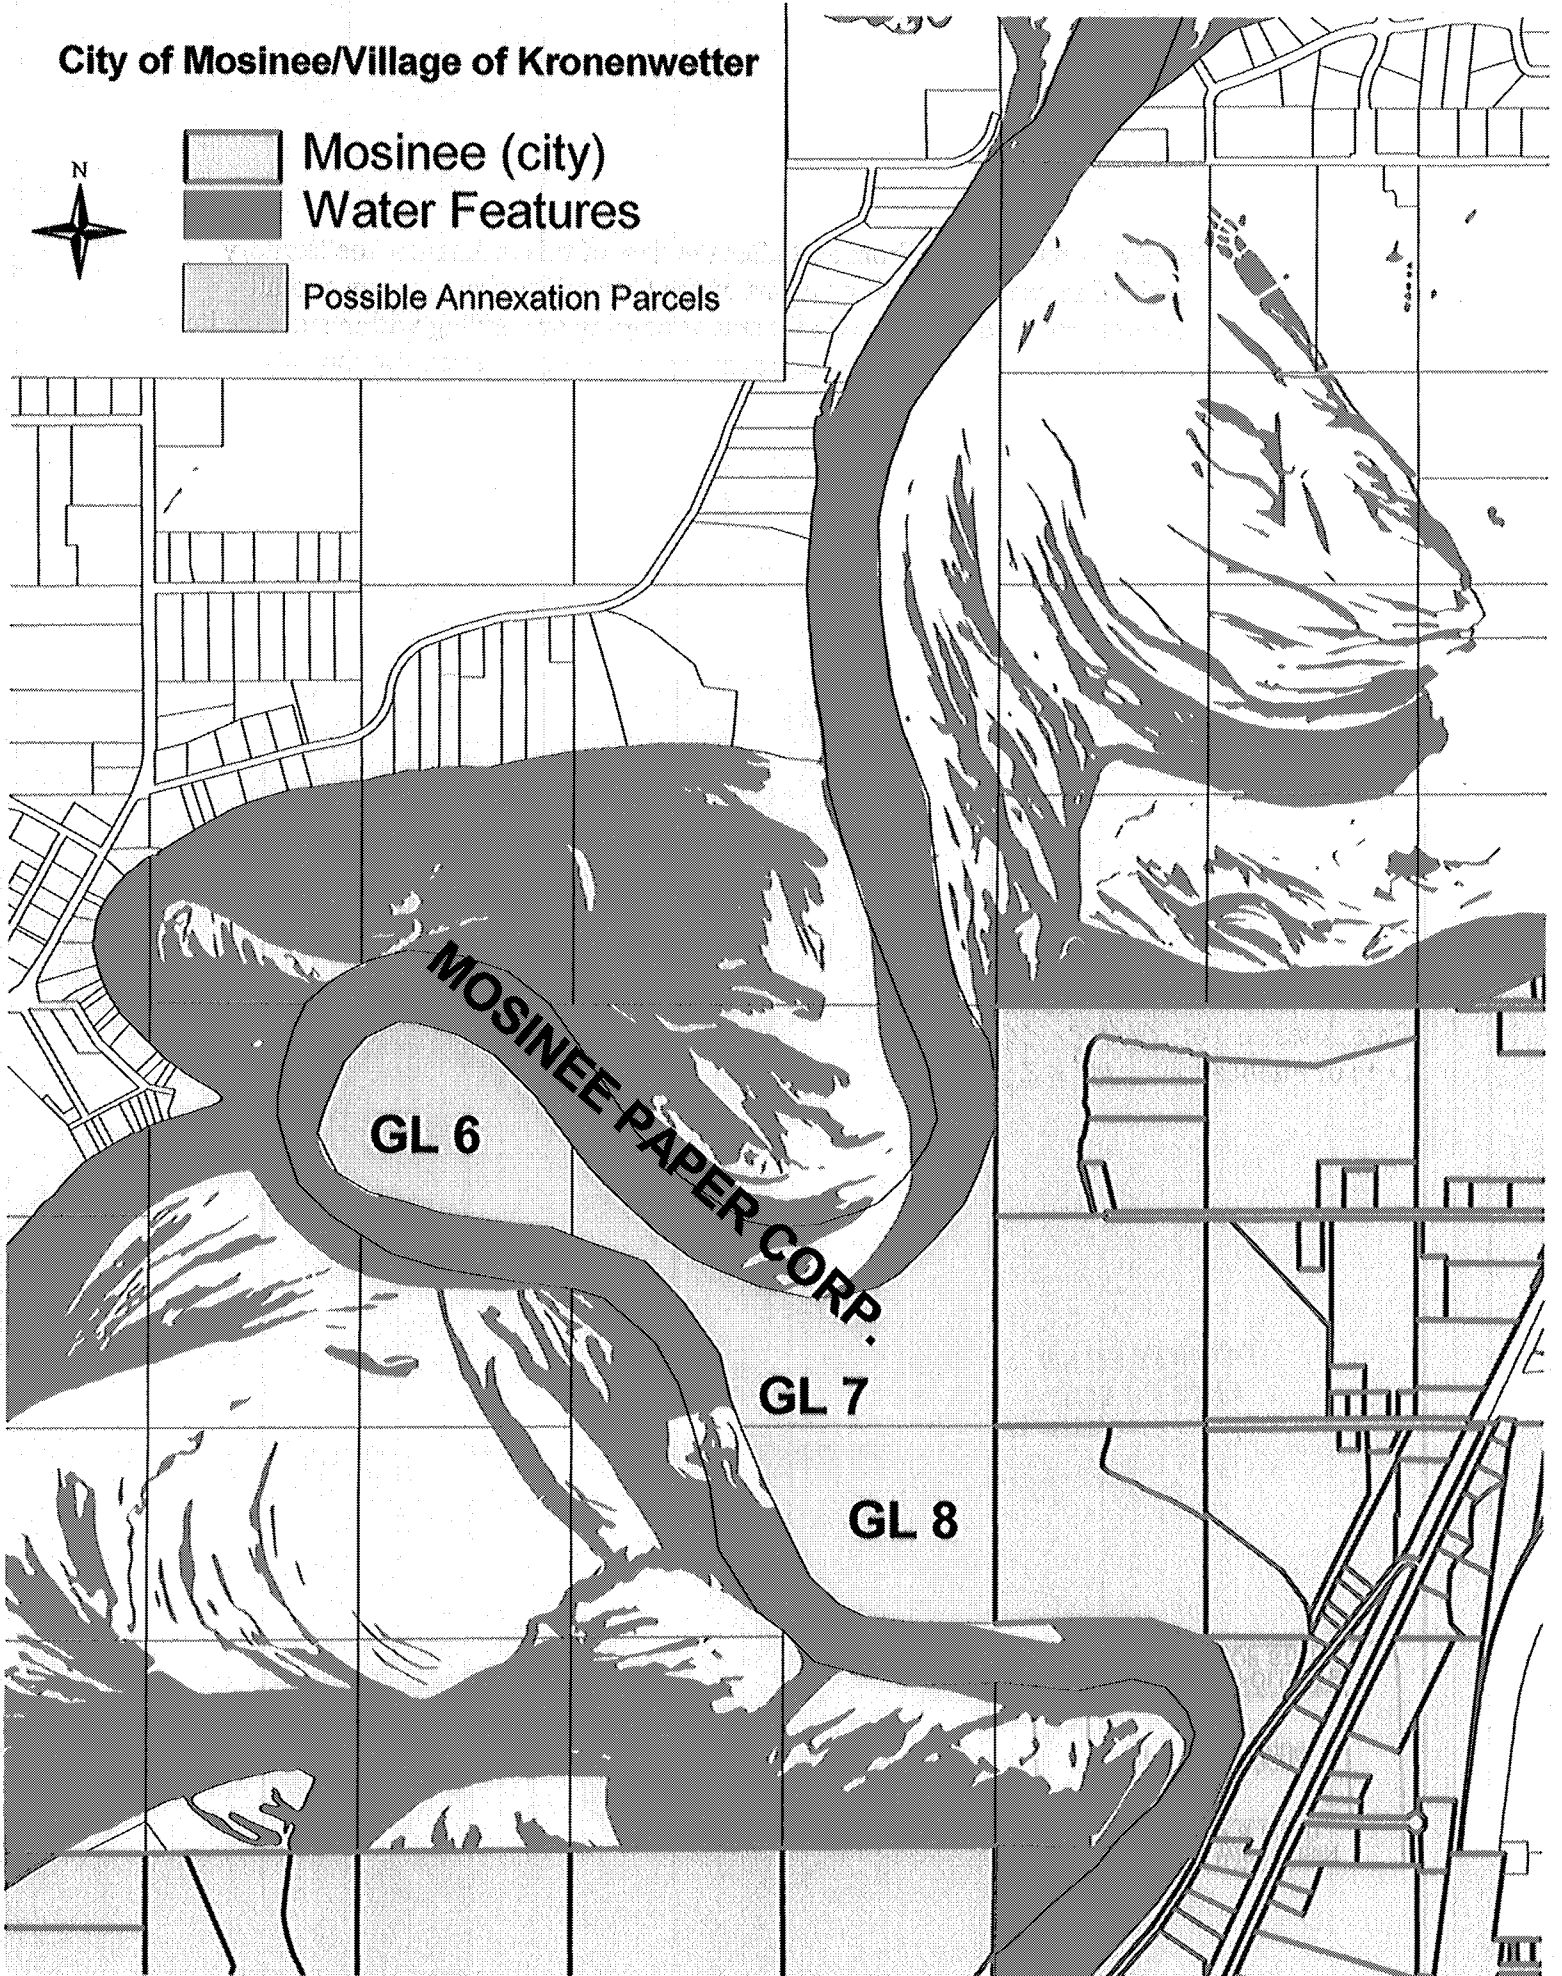 City of Mosinee/Village of Kronenwetter
N
Mosinee (city)
Water Features
Possible Annexation Parcels
MOSINEE PAPER CORP.
GL 6
GL 7
GL 8